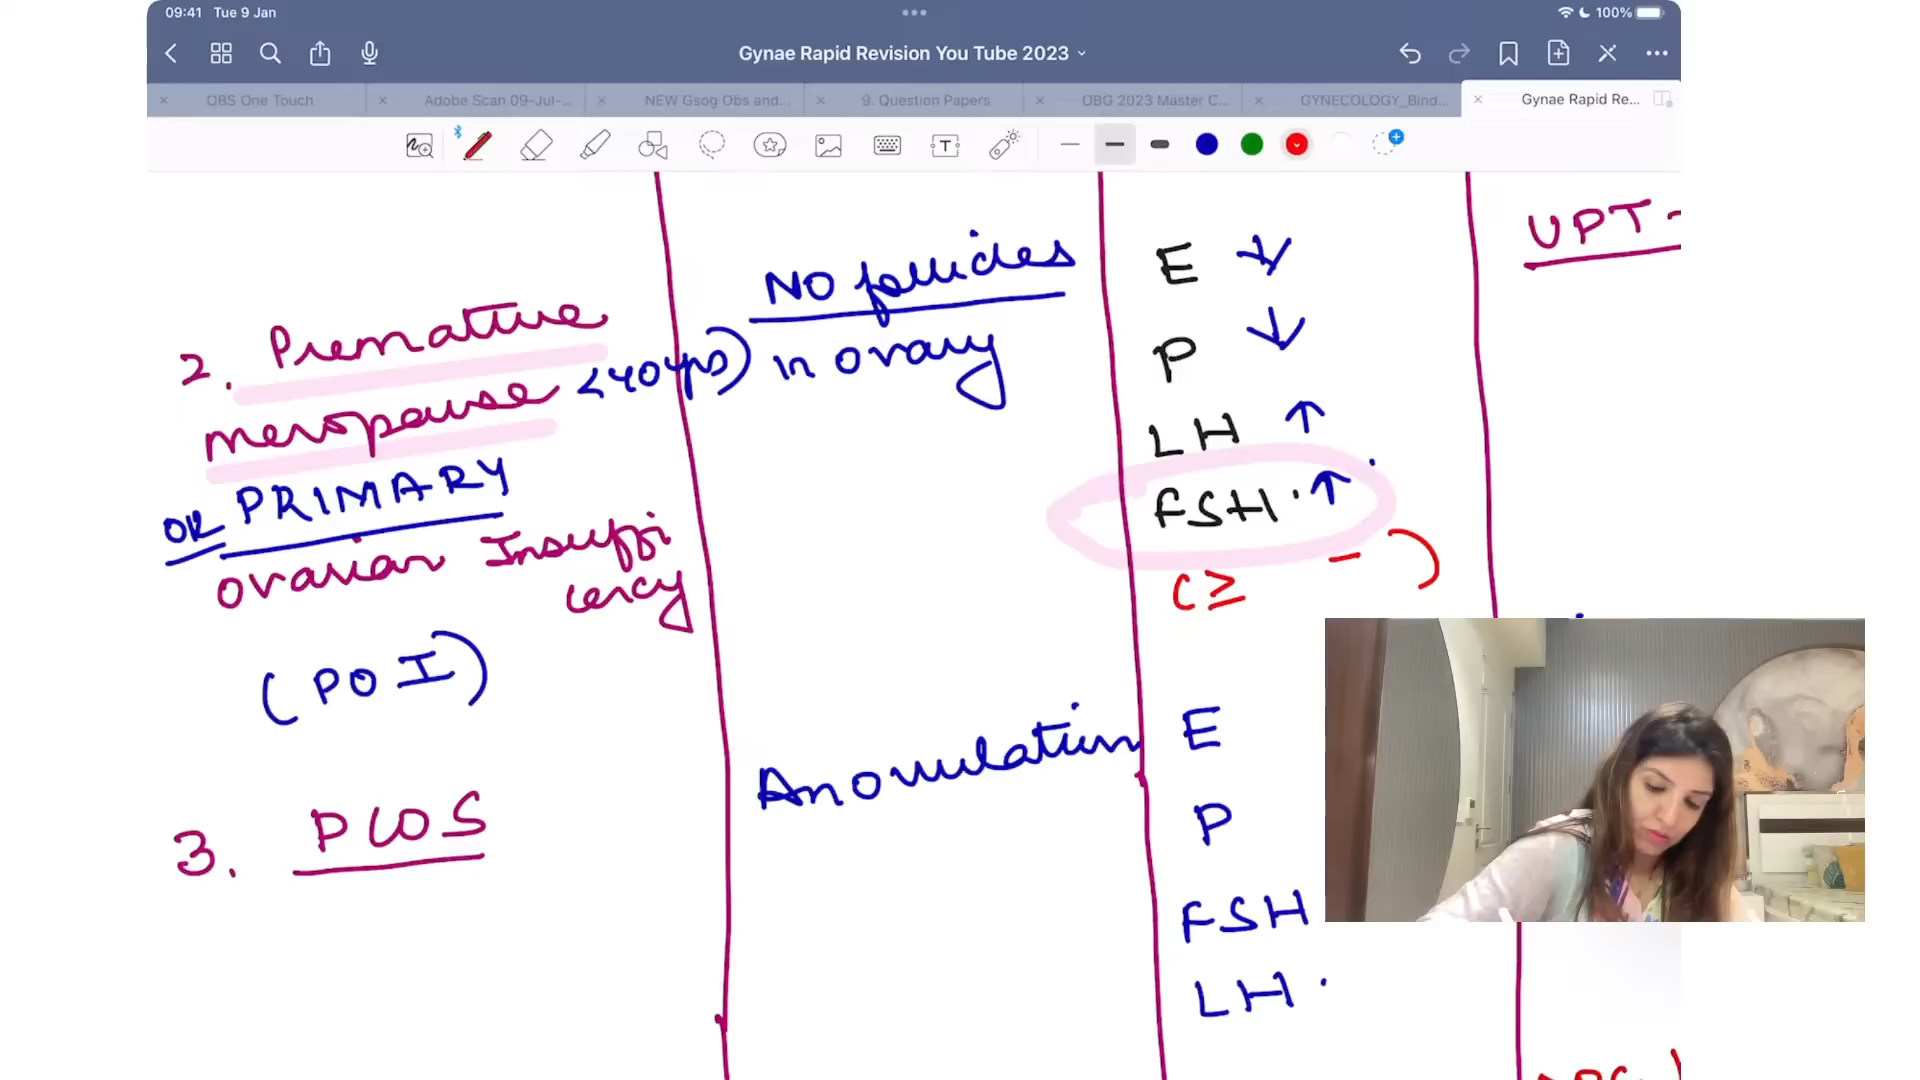 09:41 Tue 9 Jan
100%
Gynae Rapid Revision You Tube 2023
OBS One Touch
Adobe Scan 09-Jul-...
NEW Gsog Obs and...
9. Question Papers
OBG 2023 Master C...
GYNECOLOGY_Bind...
Gynae Rapid Re...
UPT -
2. Premature
menopause <40yrs)
OR PRIMARY
ovarian Insuffi
ciency
(POI)
NO follicles
in ovary
E ↓
P ↓
LH ↑
FSH ↑
(≥ - )
3. PCOS
Anovulation
E
P
FSH
LH